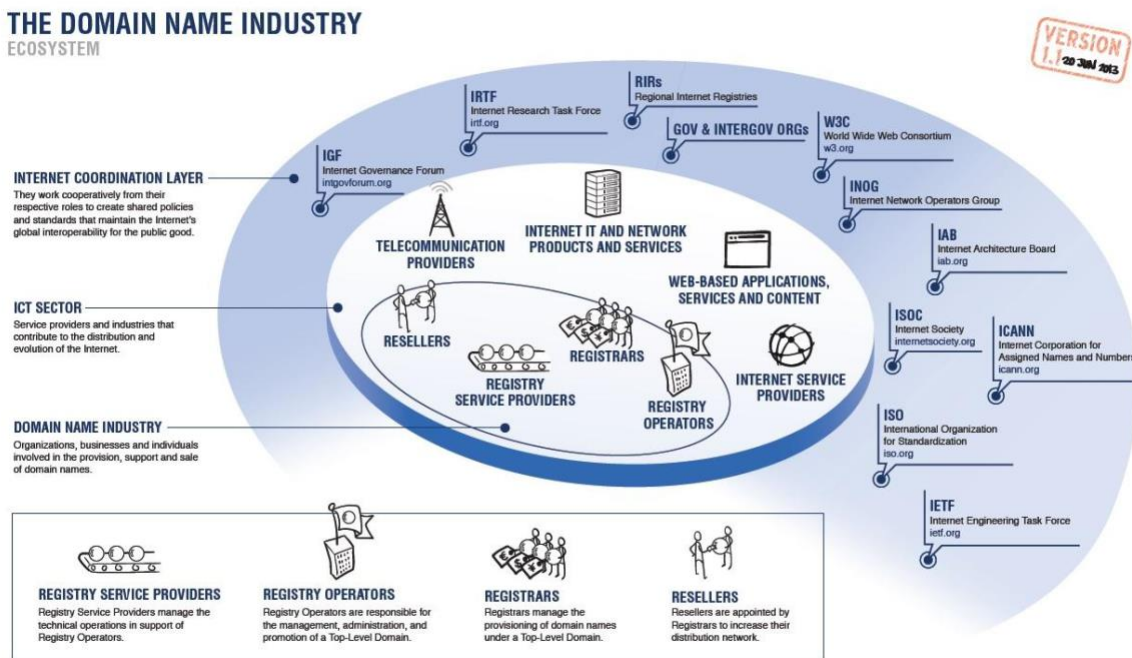 THE DOMAIN NAME INDUSTRY
ECOSYSTEM
VERSION
1.1 20 JUN 2013
IRTF
Internet Research Task Force
irtf.org
RIRs
Regional Internet Registries
GOV & INTERGOV ORGs
W3C
World Wide Web Consortium
w3.org
IGF
Internet Governance Forum
intgovforum.org
INOG
Internet Network Operators Group
IAB
Internet Architecture Board
iab.org
ISOC
Internet Society
internetsociety.org
ICANN
Internet Corporation for
Assigned Names and Numbers
icann.org
ISO
International Organization
for Standardization
iso.org
IETF
Internet Engineering Task Force
ietf.org
INTERNET COORDINATION LAYER
They work cooperatively from their
respective roles to create shared policies
and standards that maintain the Internet's
global interoperability for the public good.
ICT SECTOR
Service providers and industries that
contribute to the distribution and
evolution of the Internet.
DOMAIN NAME INDUSTRY
Organizations, businesses and individuals
involved in the provision, support and sale
of domain names.
TELECOMMUNICATION
PROVIDERS
INTERNET IT AND NETWORK
PRODUCTS AND SERVICES
WEB-BASED APPLICATIONS,
SERVICES AND CONTENT
RESELLERS
REGISTRARS
REGISTRY
SERVICE PROVIDERS
REGISTRY
OPERATORS
INTERNET SERVICE
PROVIDERS
REGISTRY SERVICE PROVIDERS
Registry Service Providers manage the
technical operations in support of
Registry Operators.
REGISTRY OPERATORS
Registry Operators are responsible for
the management, administration, and
promotion of a Top-Level Domain.
REGISTRARS
Registrars manage the
provisioning of domain names
under a Top-Level Domain.
RESELLERS
Resellers are appointed by
Registrars to increase their
distribution network.